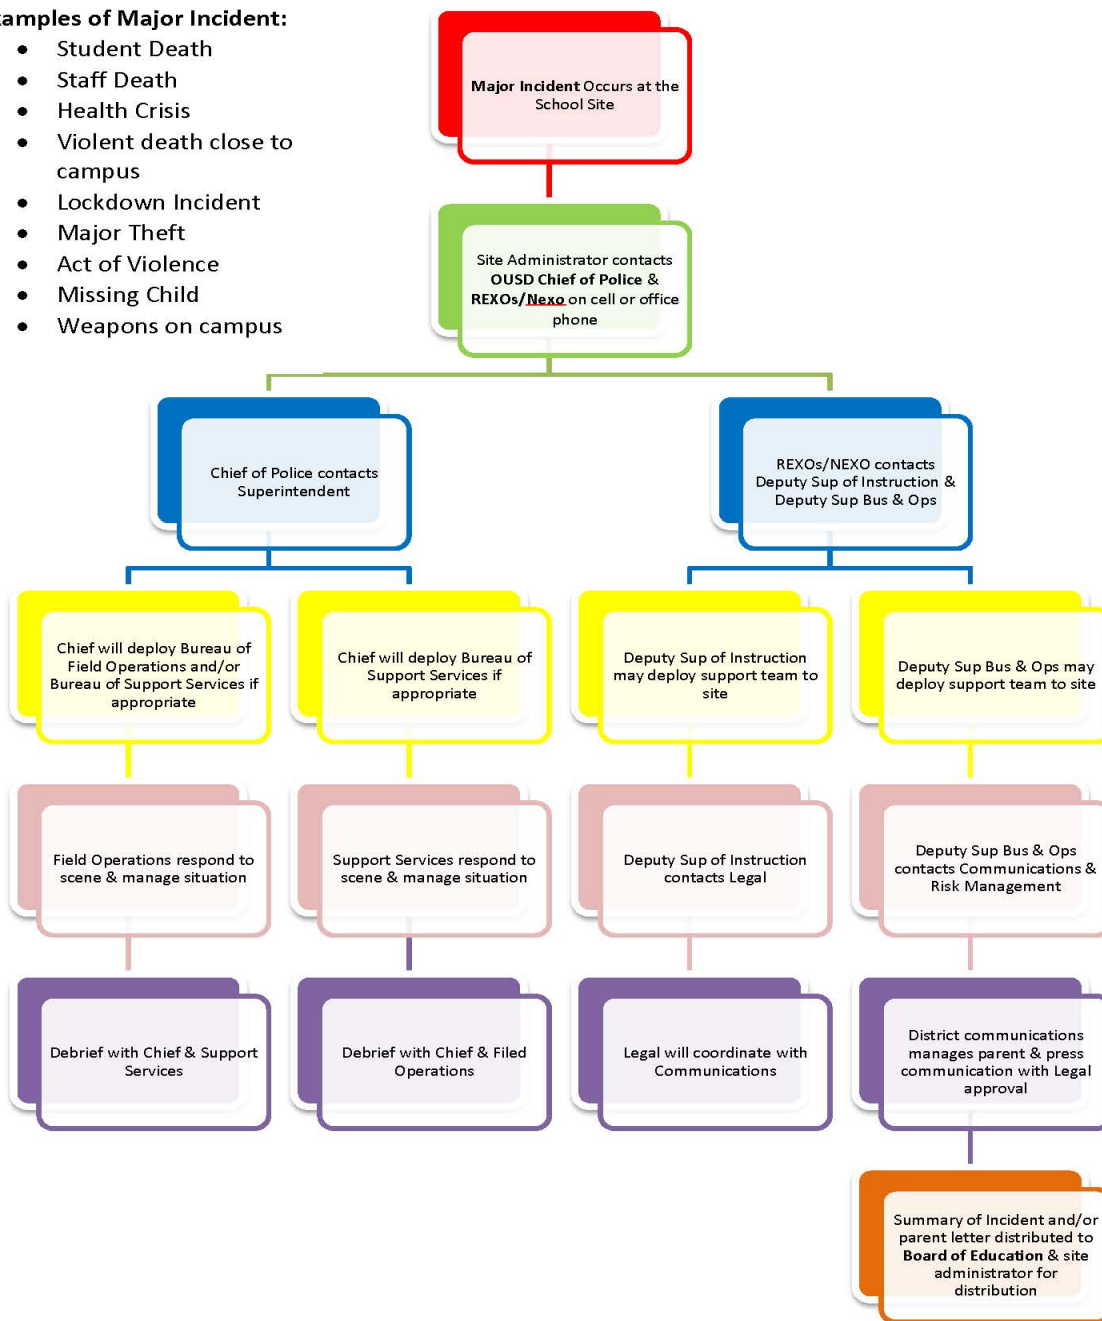 xamples of Major Incident:
• Student Death
• Staff Death
• Health Crisis
• Violent death close to
campus
• Lockdown Incident
• Major Theft
• Act of Violence
• Missing Child
• Weapons on campus
Major Incident Occurs at the
School Site
Site Administrator contacts
OUSD Chief of Police &
REXOs/Nexo on cell or office
phone
Chief of Police contacts
Superintendent
REXOs/NEXO contacts
Deputy Sup of Instruction &
Deputy Sup Bus & Ops
Chief will deploy Bureau of
Field Operations and/or
Bureau of Support Services if
appropriate
Chief will deploy Bureau of
Support Services if
appropriate
Deputy Sup of Instruction
may deploy support team to
site
Deputy Sup Bus & Ops may
deploy support team to site
Field Operations respond to
scene & manage situation
Support Services respond to
scene & manage situation
Deputy Sup of Instruction
contacts Legal
Deputy Sup Bus & Ops
contacts Communications &
Risk Management
Debrief with Chief & Support
Services
Debrief with Chief & Filed
Operations
Legal will coordinate with
Communications
District communications
manages parent & press
communication with Legal
approval
Summary of Incident and/or
parent letter distributed to
Board of Education & site
administrator for
distribution